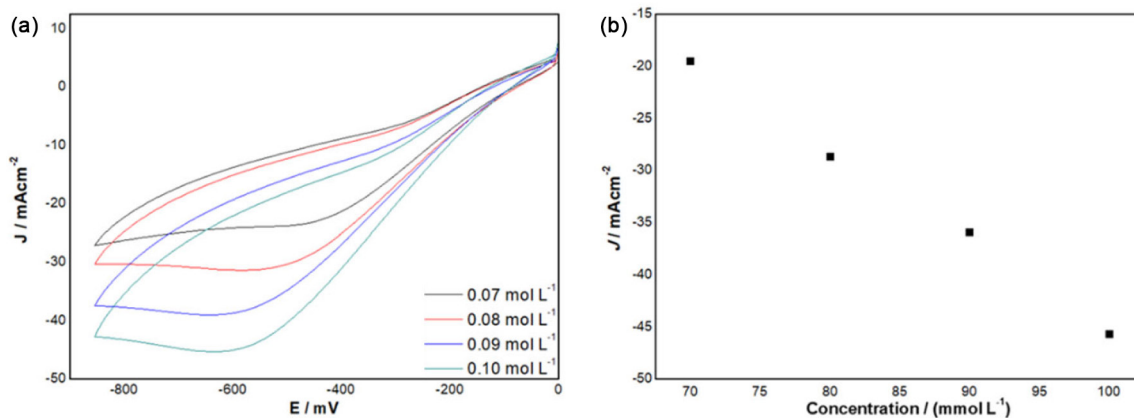 (a)
10
0
-10
-20
-30
-40
-50
J / mAcm⁻²
-800
-600
-400
-200
0
E / mV
0.07 mol L⁻¹
0.08 mol L⁻¹
0.09 mol L⁻¹
0.10 mol L⁻¹
(b)
-15
-20
-25
-30
-35
-40
-45
-50
J / mAcm⁻²
70
75
80
85
90
95
100
Concentration / (mmol L⁻¹)